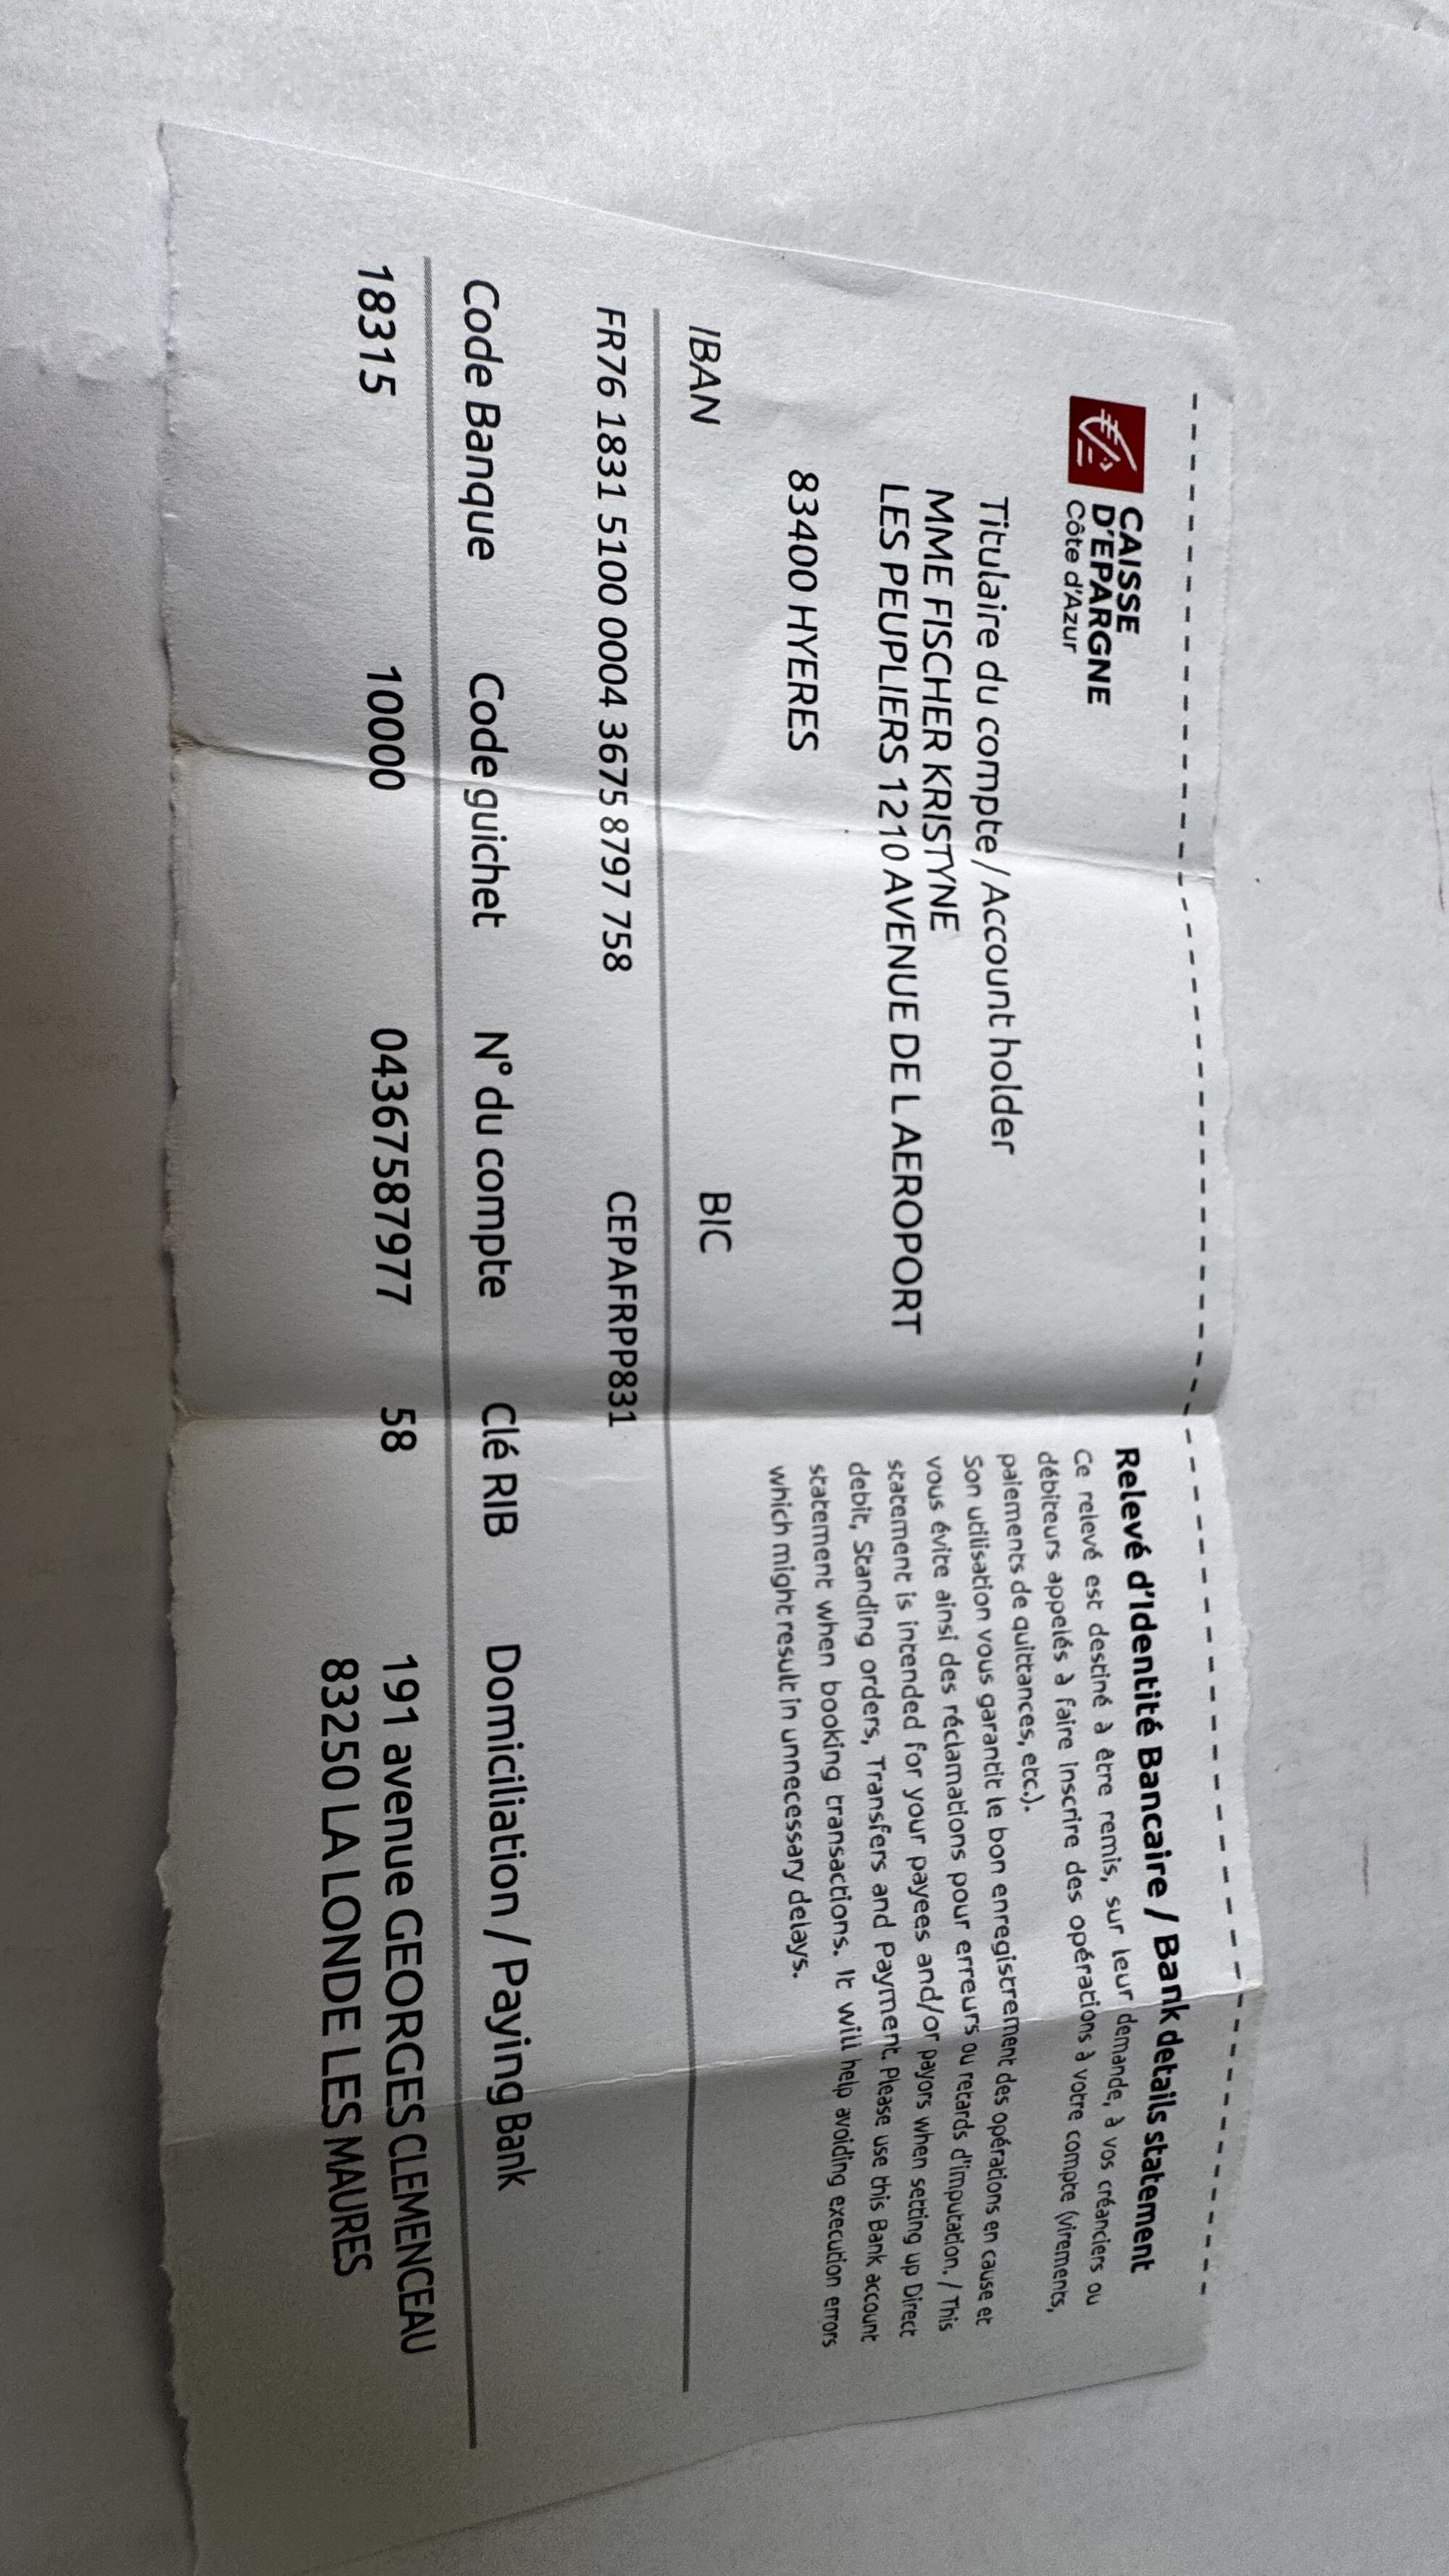 CAISSE
D'EPARGNE
Côte d'Azur
Titulaire du compte / Account holder
MME FISCHER KRISTYNE
LES PEUPLIERS 1210 AVENUE DE L AEROPORT
83400 HYERES
Relevé d'Identité Bancaire / Bank details statement
Ce relevé est destiné à être remis, sur leur demande, à vos créanciers ou
débiteurs appelés à faire inscrire des opérations à votre compte (virements,
paiements de quittances, etc.).
Son utilisation vous garantit le bon enregistrement des opérations en cause et
vous évite ainsi des réclamations pour erreurs ou retards d'imputation. / This
statement is intended for your payees and/or payors when setting up Direct
debit, Standing orders, Transfers and Payment. Please use this Bank account
statement when booking transactions. It will help avoiding execution errors
which might result in unnecessary delays.
IBAN BIC
FR76 1831 5100 0004 3675 8797 758 CEPAFRPP831
Code Banque Code guichet N° du compte Clé RIB Domiciliation / Paying Bank
18315 10000 04367587977 58 191 avenue GEORGES CLEMENCEAU
83250 LA LONDE LES MAURES